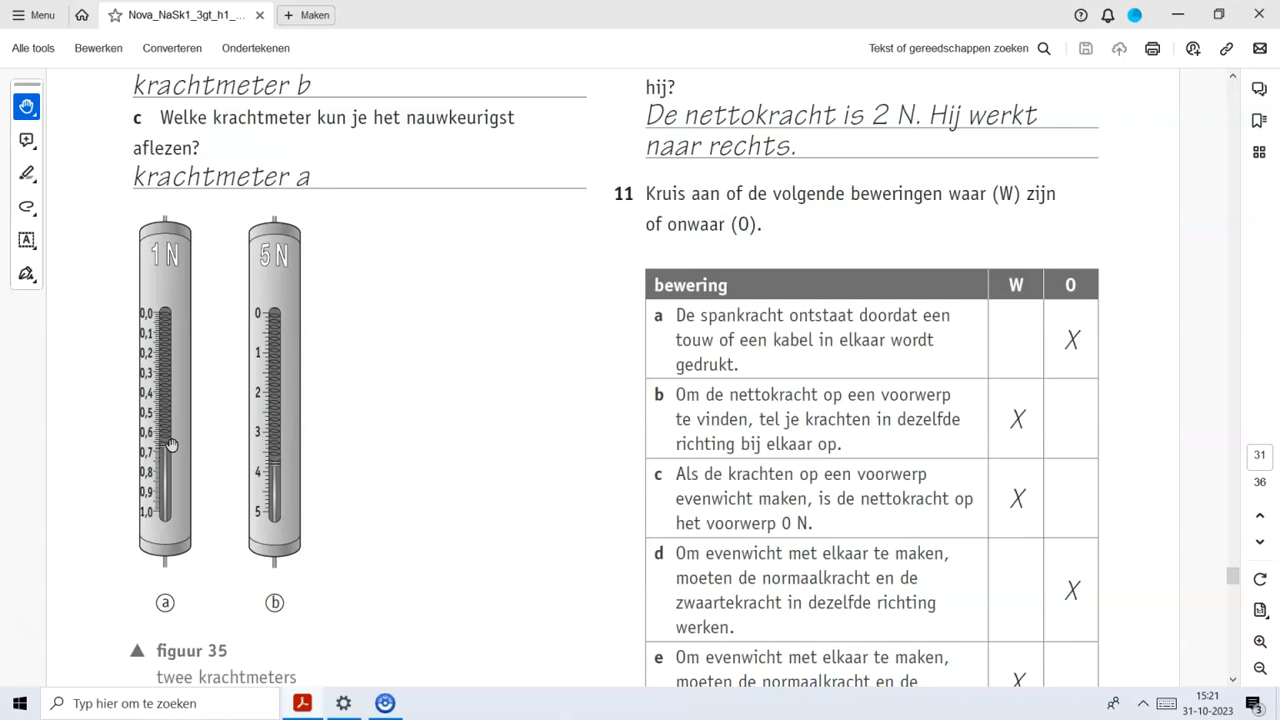 Menu
Nova_NaSk1_3gt_h1_...
Maken
Alle tools
Bewerken
Converteren
Ondertekenen
Tekst of gereedschappen zoeken
krachtmeter b
c Welke krachtmeter kun je het nauwkeurigst
aflezen?
krachtmeter a
1 N
5 N
0,0
0,1
0,2
0,3
0,4
0,5
0,6
0,7
0,8
0,9
1,0
0
1
2
3
4
5
a
b
figuur 35
twee krachtmeters
hij?
De nettokracht is 2 N. Hij werkt
naar rechts.
11 Kruis aan of de volgende beweringen waar (W) zijn
of onwaar (O).
bewering W O
a De spankracht ontstaat doordat een
touw of een kabel in elkaar wordt X
gedrukt.
b Om de nettokracht op een voorwerp
te vinden, tel je krachten in dezelfde X
richting bij elkaar op.
c Als de krachten op een voorwerp
evenwicht maken, is de nettokracht op X
het voorwerp 0 N.
d Om evenwicht met elkaar te maken,
moeten de normaalkracht en de X
zwaartekracht in dezelfde richting
werken.
e Om evenwicht met elkaar te maken,
moeten de normaalkracht en de X
31
36
Typ hier om te zoeken
15:21
31-10-2023
3